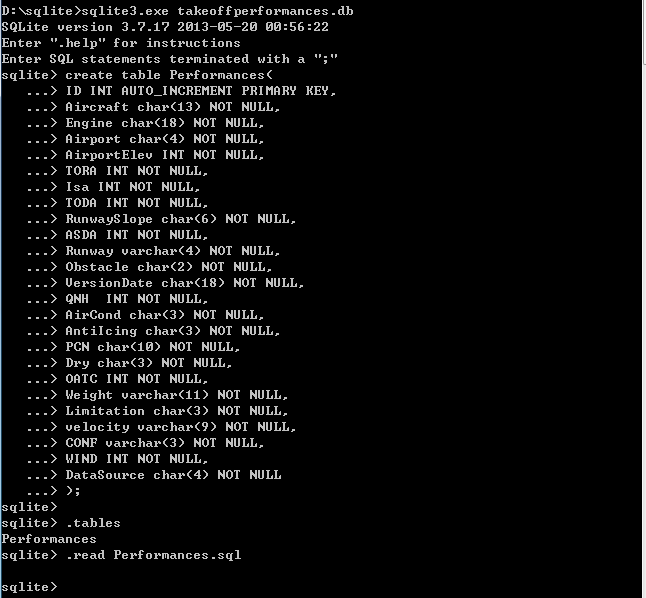 D:\sqlite>sqlite3.exe takeoffperformances.db
SQLite version 3.7.17 2013-05-20 00:56:22
Enter ".help" for instructions
Enter SQL statements terminated with a ";"
sqlite> create table Performances(
   ...> ID INT AUTO_INCREMENT PRIMARY KEY,
   ...> Aircraft char(13) NOT NULL,
   ...> Engine char(18) NOT NULL,
   ...> Airport char(4) NOT NULL,
   ...> AirportElev INT NOT NULL,
   ...> TORA INT NOT NULL,
   ...> Isa INT NOT NULL,
   ...> TODA INT NOT NULL,
   ...> RunwaySlope char(6) NOT NULL,
   ...> ASDA INT NOT NULL,
   ...> Runway varchar(4) NOT NULL,
   ...> Obstacle char(2) NOT NULL,
   ...> VersionDate char(18) NOT NULL,
   ...> QNH  INT NOT NULL,
   ...> AirCond char(3) NOT NULL,
   ...> AntiIcing char(3) NOT NULL,
   ...> PCN char(10) NOT NULL,
   ...> Dry char(3) NOT NULL,
   ...> OATC INT NOT NULL,
   ...> Weight varchar(11) NOT NULL,
   ...> Limitation char(3) NOT NULL,
   ...> velocity varchar(9) NOT NULL,
   ...> CONF varchar(3) NOT NULL,
   ...> WIND INT NOT NULL,
   ...> DataSource char(4) NOT NULL
   ...> );
sqlite>
sqlite> .tables
Performances
sqlite> .read Performances.sql
sqlite>